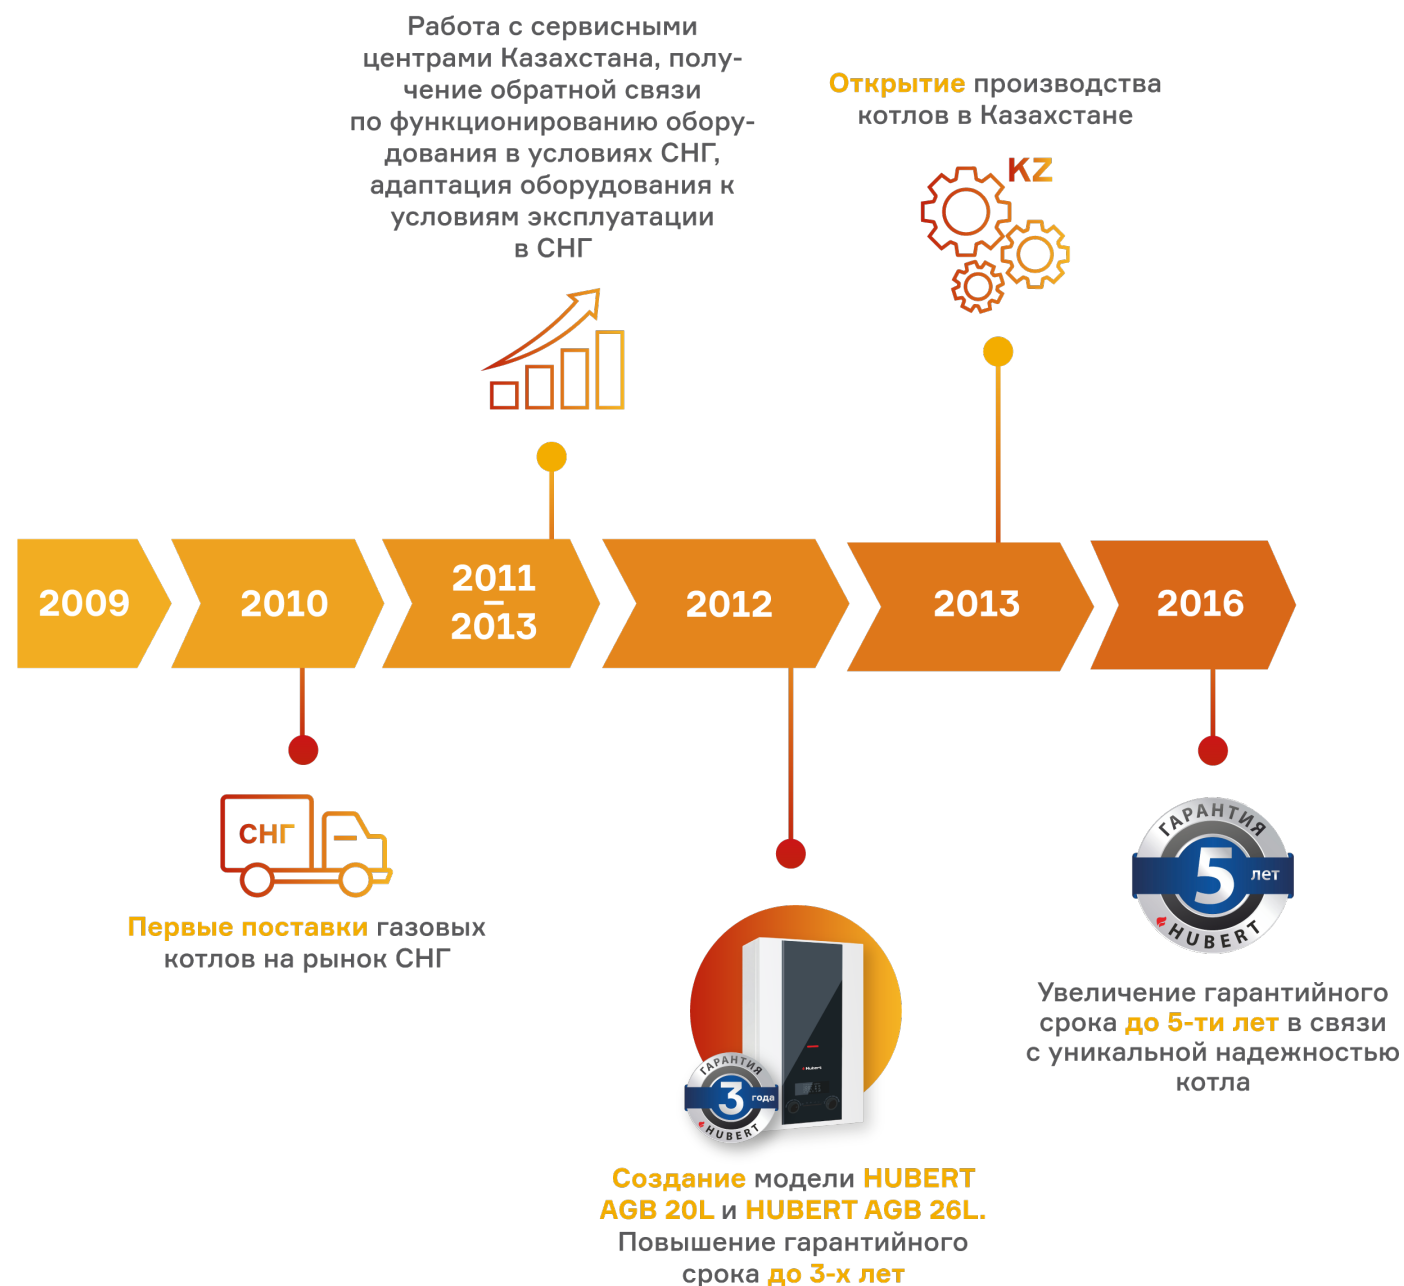 Работа с сервисными
центрами Казахстана, полу-
чение обратной связи
по функционированию обору-
дования в условиях СНГ,
адаптация оборудования к
условиям эксплуатации
в СНГ
Открытие производства
котлов в Казахстане
KZ
2009
2010
2011
–
2013
2012
2013
2016
СНГ
Первые поставки газовых
котлов на рынок СНГ
ГАРАНТИЯ
3 года
HUBERT
Hubert
Создание модели HUBERT
AGB 20L и HUBERT AGB 26L.
Повышение гарантийного
срока до 3-х лет
ГАРАНТИЯ
5 лет
HUBERT
Увеличение гарантийного
срока до 5-ти лет в связи
с уникальной надежностью
котла